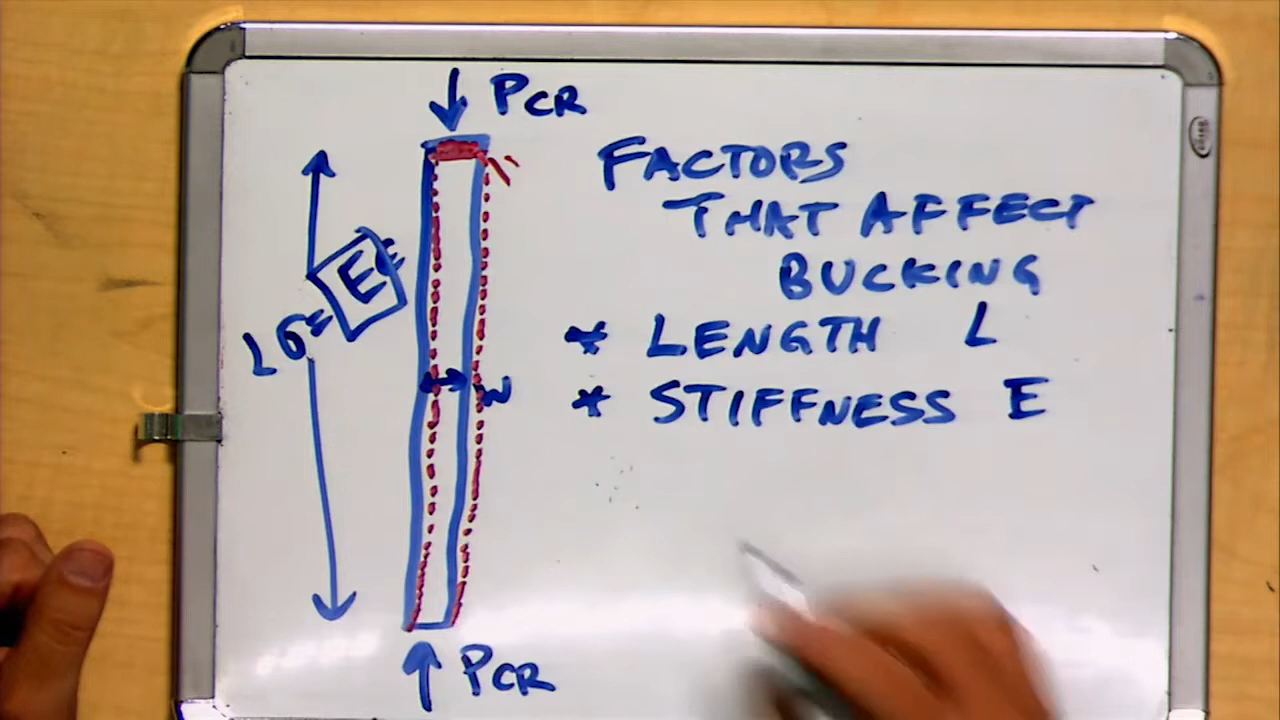 PCR
FACTORS
THAT AFFECT
BUCKING
* LENGTH L
* STIFFNESS E
E
L
W
PCR